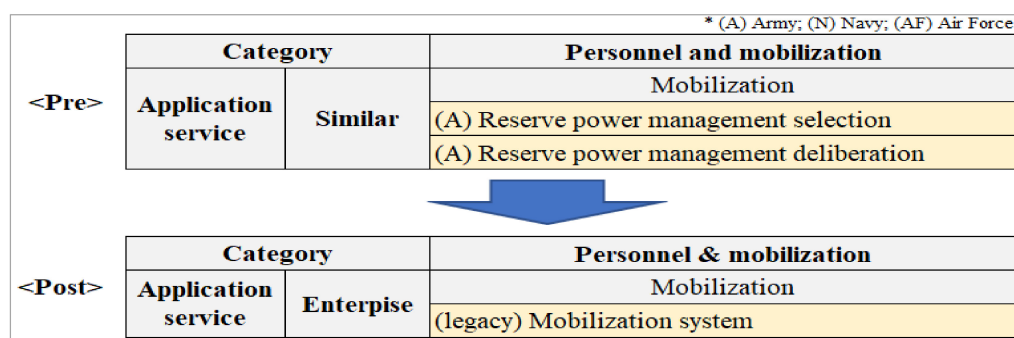 * (A) Army; (N) Navy; (AF) Air Force
<Pre>
Category
Personnel and mobilization
Application
service
Similar
Mobilization
(A) Reserve power management selection
(A) Reserve power management deliberation
<Post>
Category
Personnel & mobilization
Application
service
Enterpise
Mobilization
(legacy) Mobilization system